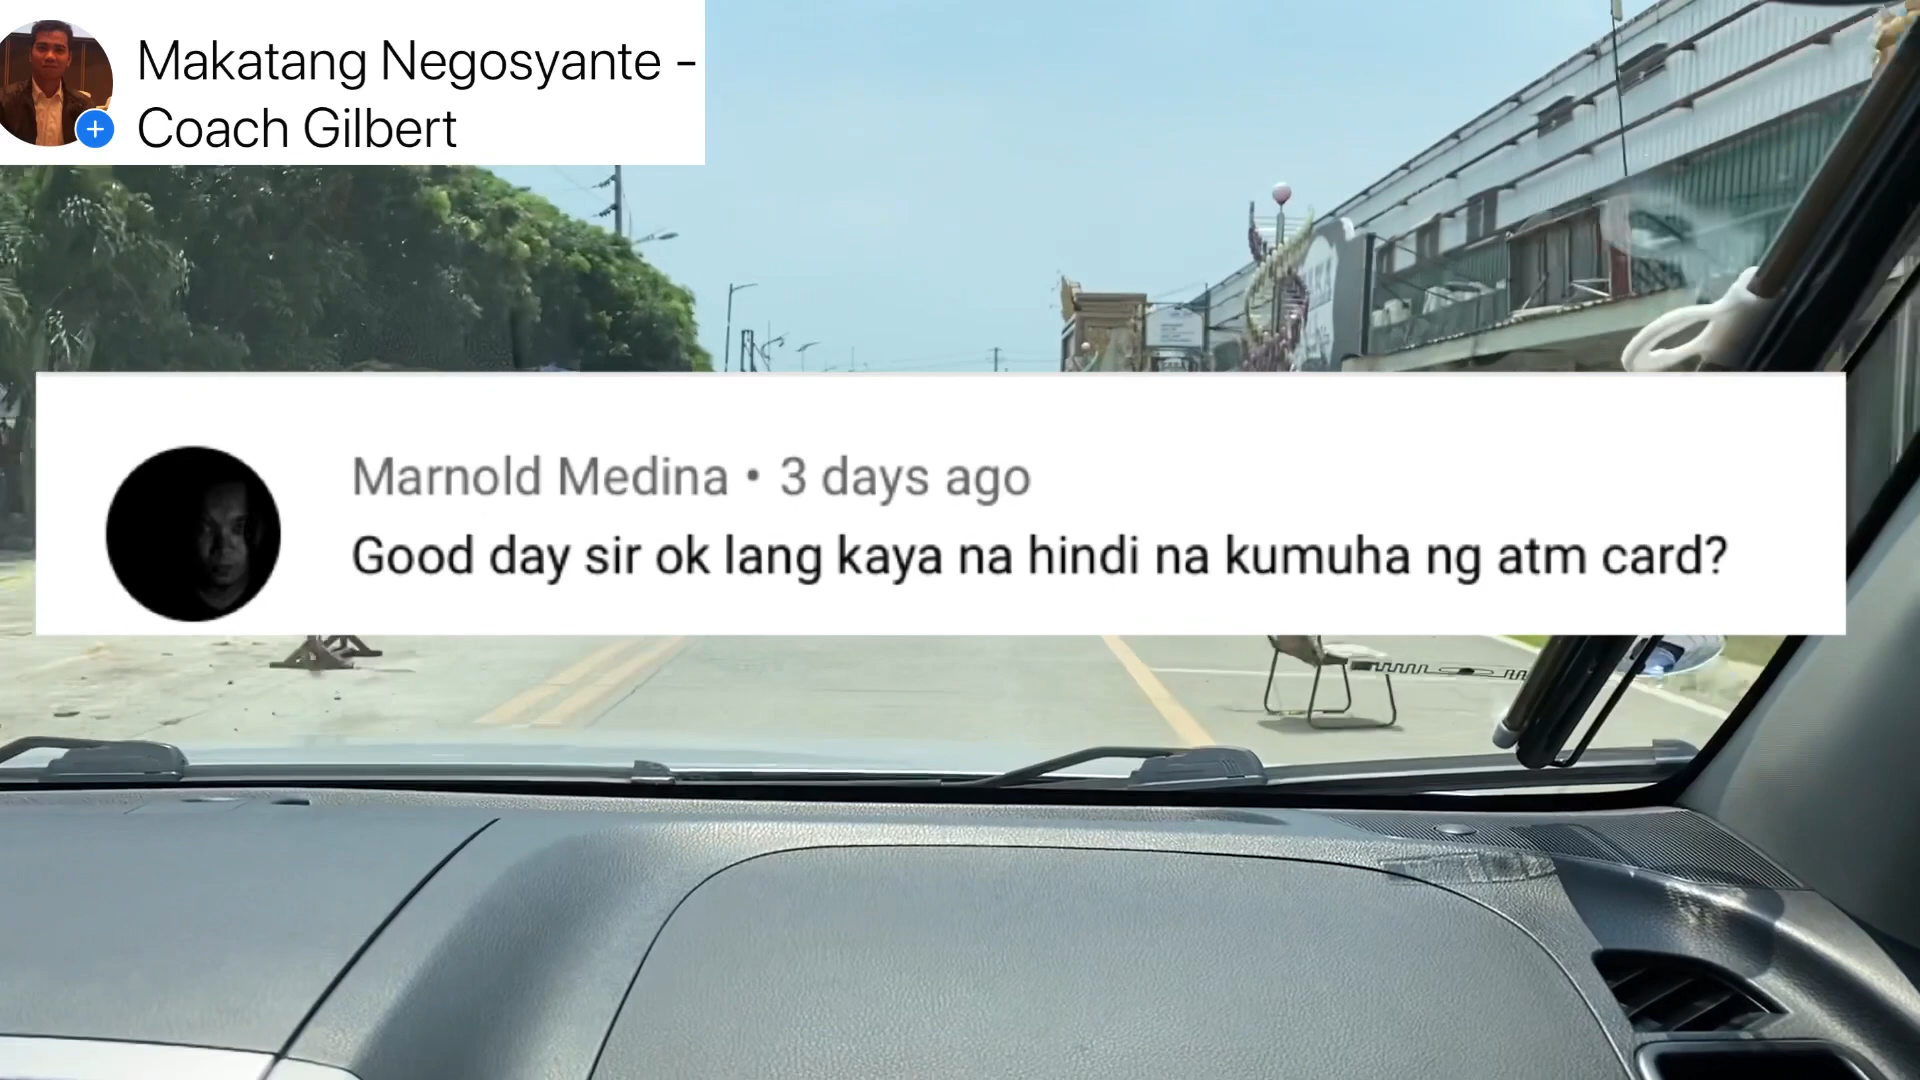 Makatang Negosyante -
Coach Gilbert
Marnold Medina • 3 days ago
Good day sir ok lang kaya na hindi na kumuha ng atm card?